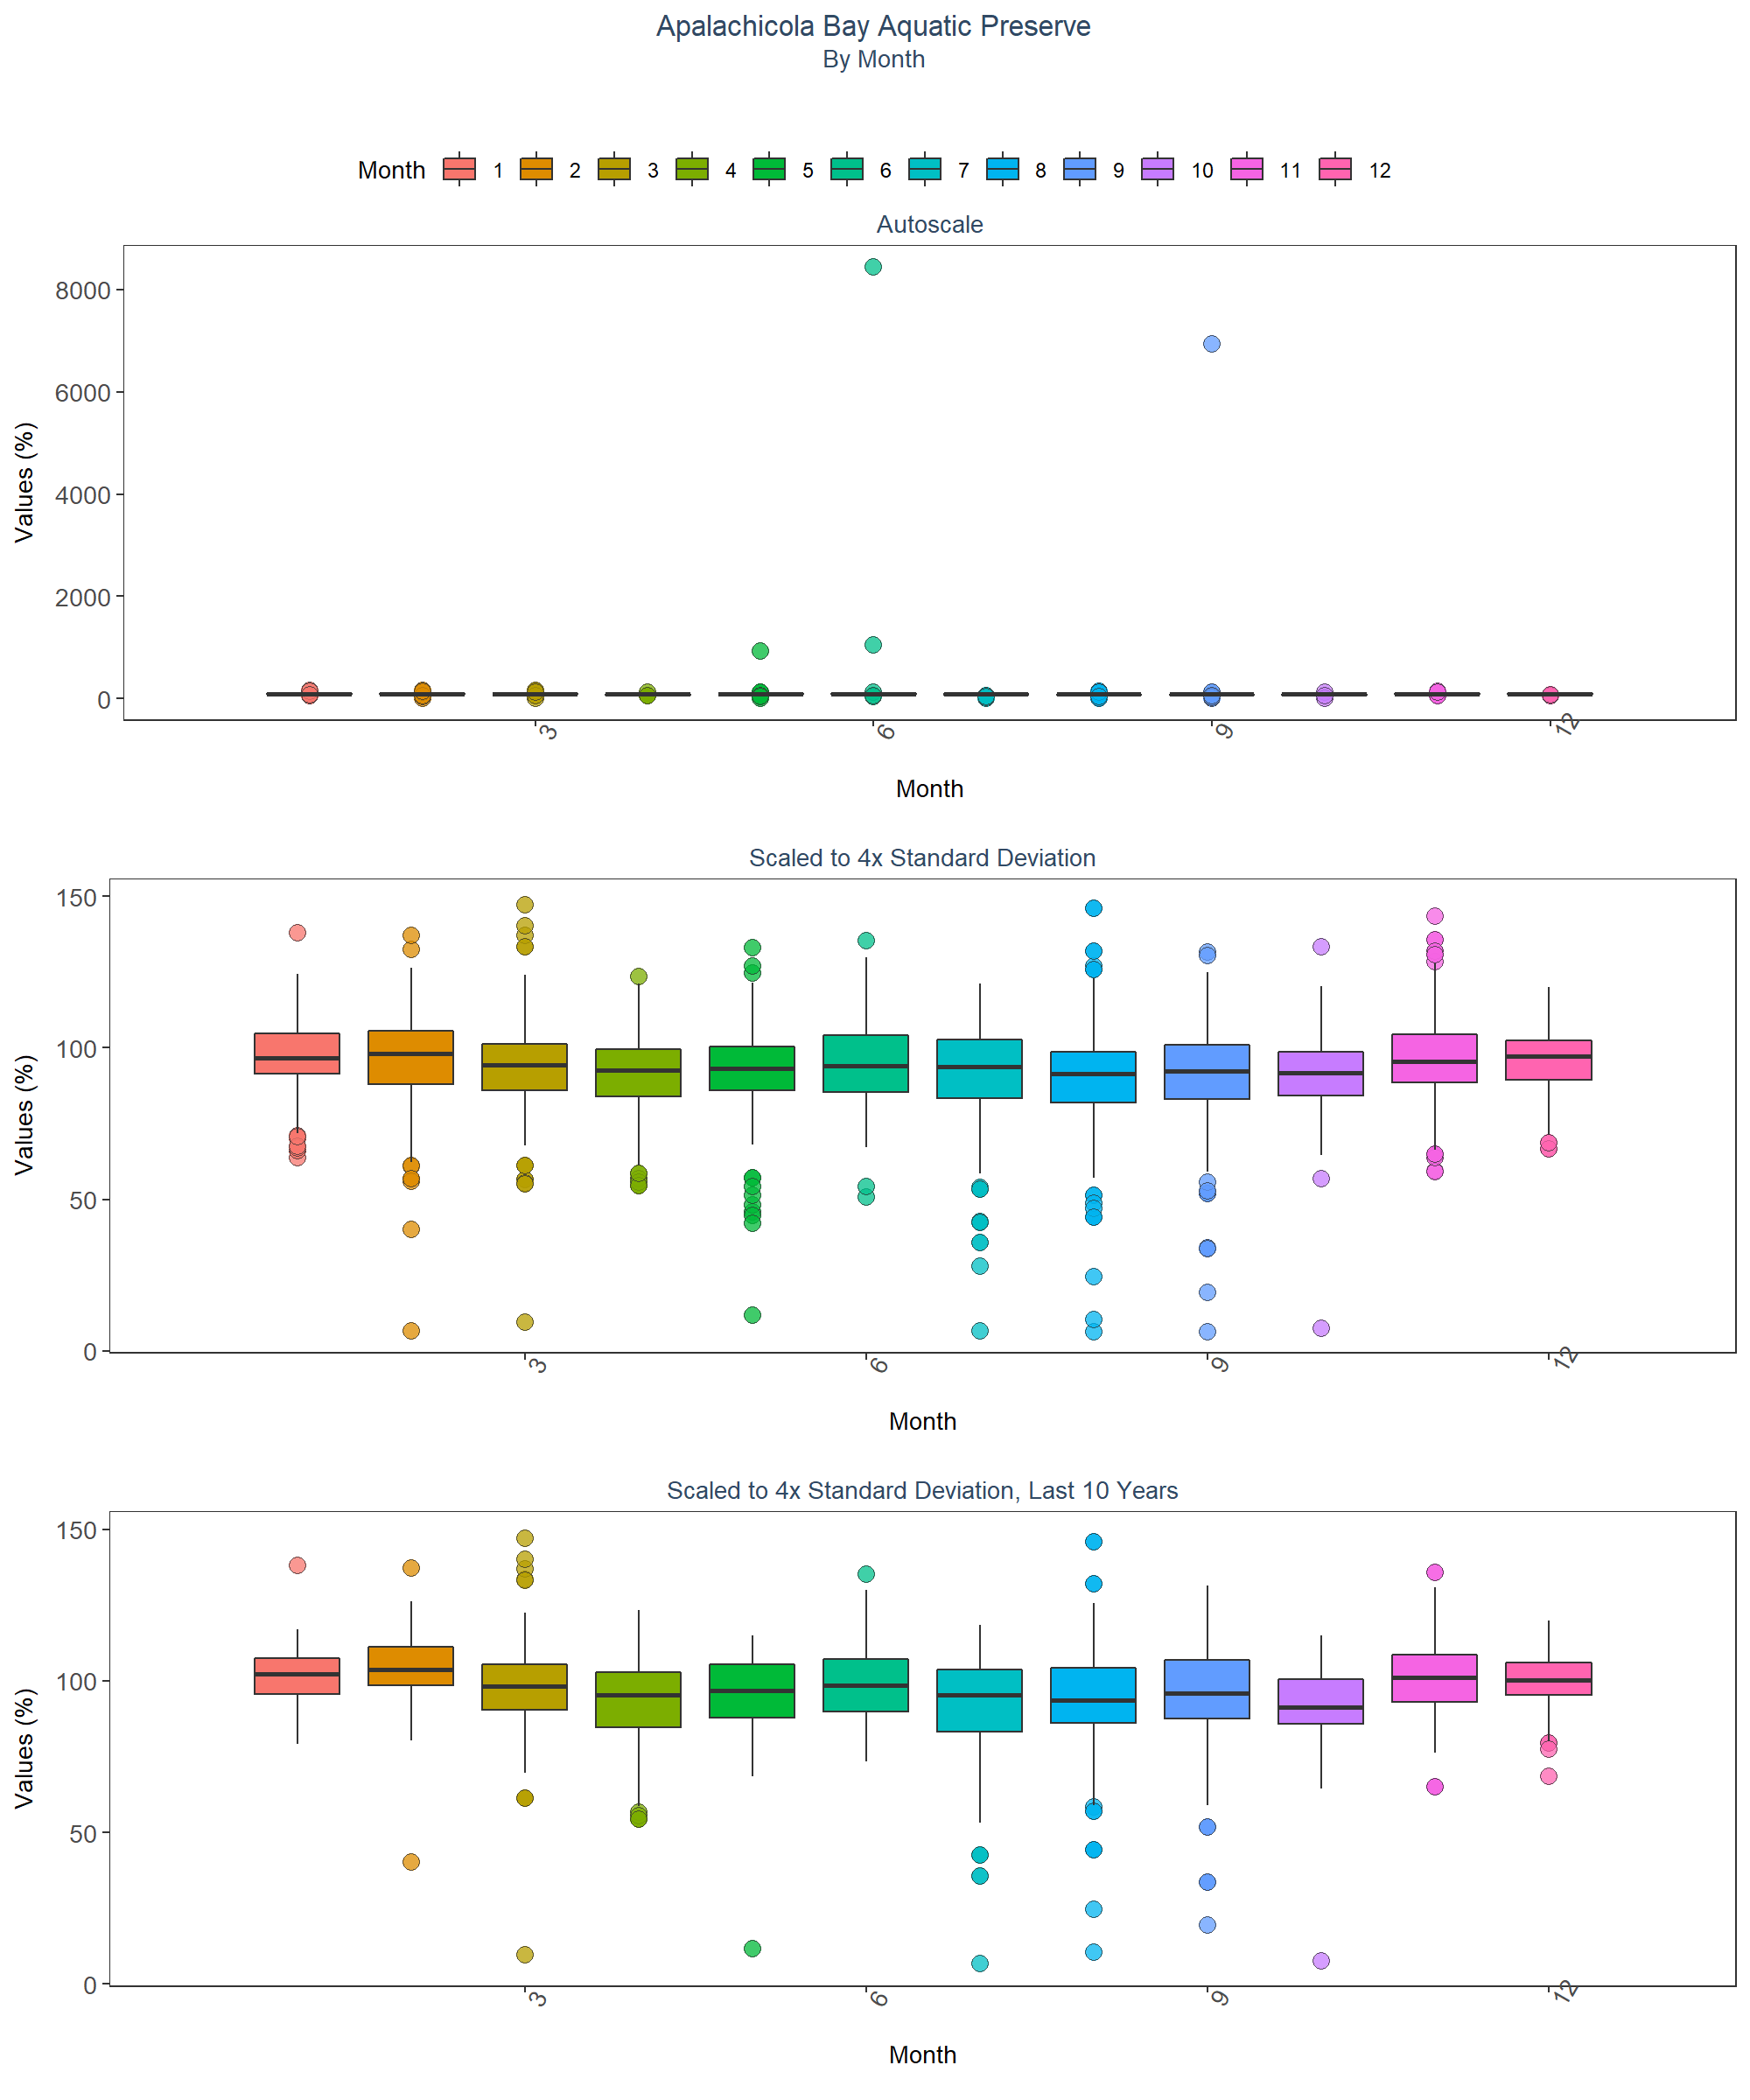 Apalachicola Bay Aquatic Preserve
By Month
Month 1 2 3 4 5 6 7 8 9 10 11 12
Autoscale
Values (%)
8000
6000
4000
2000
0
3 6 9 12
Month
Scaled to 4x Standard Deviation
Values (%)
150
100
50
0
3 6 9 12
Month
Scaled to 4x Standard Deviation, Last 10 Years
Values (%)
150
100
50
0
3 6 9 12
Month